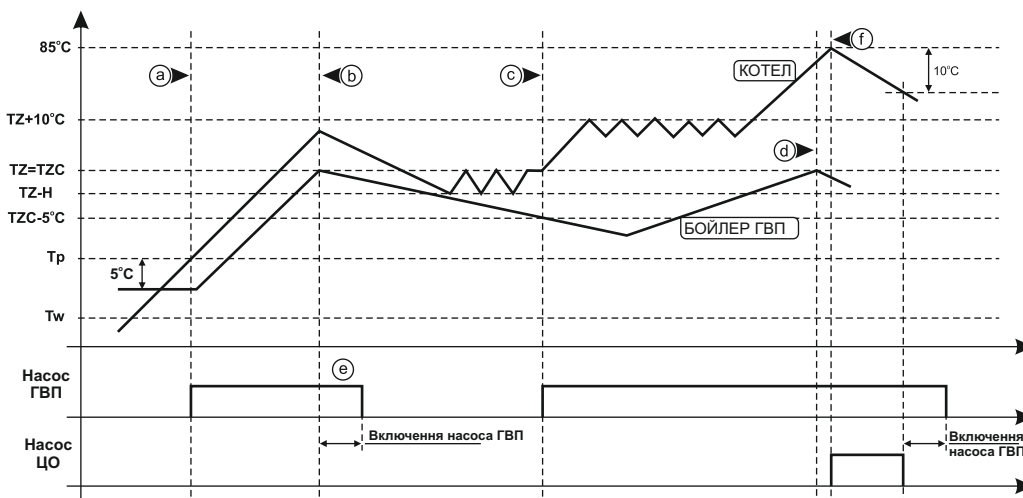 85°C
a
b
c
f
КОТЕЛ
10°C
TZ+10°C
d
TZ=TZC
TZ-H
TZC-5°C
БОЙЛЕР ГВП
Tp
5°C
Tw
Насос
ГВП
e
Включення насоса ГВП
Включення
насоса ГВП
Насос
ЦО